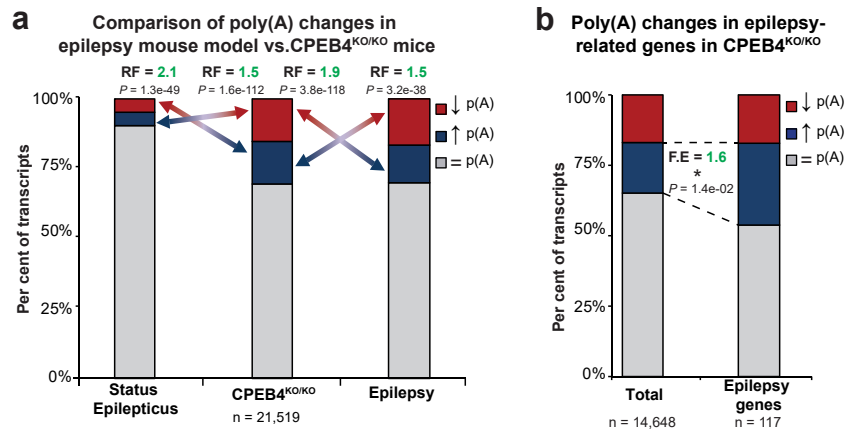 a
Comparison of poly(A) changes in
epilepsy mouse model vs.CPEB4KO/KO mice
RF = 2.1 RF = 1.5 RF = 1.9 RF = 1.5
P = 1.3e-49 P = 1.6e-112 P = 3.8e-118 P = 3.2e-38
Per cent of transcripts
100%
75%
50%
25%
0%
↓ p(A)
↑ p(A)
= p(A)
Status
Epilepticus
CPEB4KO/KO
n = 21,519
Epilepsy
b
Poly(A) changes in epilepsy-
related genes in CPEB4KO/KO
Per cent of transcripts
100%
75%
50%
25%
0%
F.E = 1.6
*
P = 1.4e-02
↓ p(A)
↑ p(A)
= p(A)
Total
n = 14,648
Epilepsy
genes
n = 117